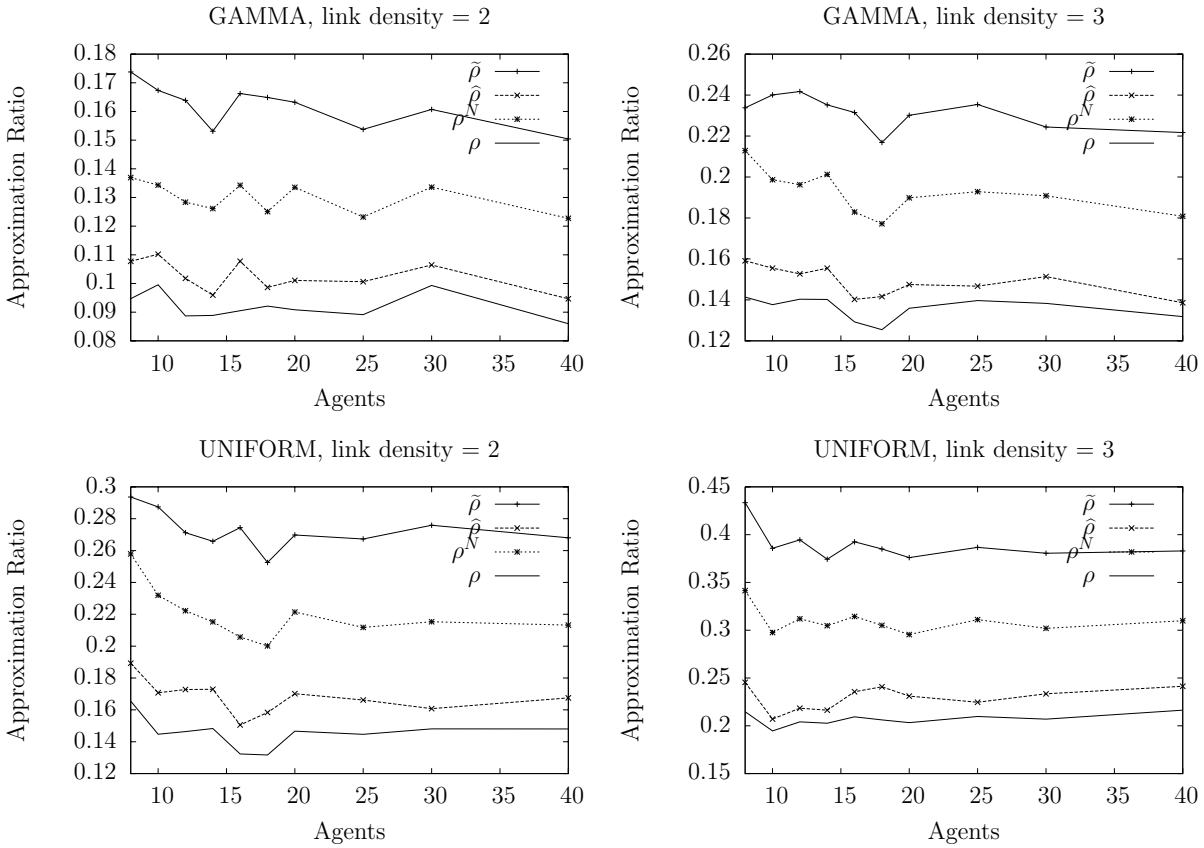 GAMMA, link density = 2
Approximation Ratio
0.18
0.17
0.16
0.15
0.14
0.13
0.12
0.11
0.1
0.09
0.08
10 15 20 25 30 35 40
Agents
ρ̃
ρ̂
ρ^N
ρ
GAMMA, link density = 3
Approximation Ratio
0.26
0.24
0.22
0.2
0.18
0.16
0.14
0.12
10 15 20 25 30 35 40
Agents
ρ̃
ρ̂
ρ^N
ρ
UNIFORM, link density = 2
Approximation Ratio
0.3
0.28
0.26
0.24
0.22
0.2
0.18
0.16
0.14
0.12
10 15 20 25 30 35 40
Agents
ρ̃
ρ̂
ρ^N
ρ
UNIFORM, link density = 3
Approximation Ratio
0.45
0.4
0.35
0.3
0.25
0.2
0.15
10 15 20 25 30 35 40
Agents
ρ̃
ρ̂
ρ^N
ρ